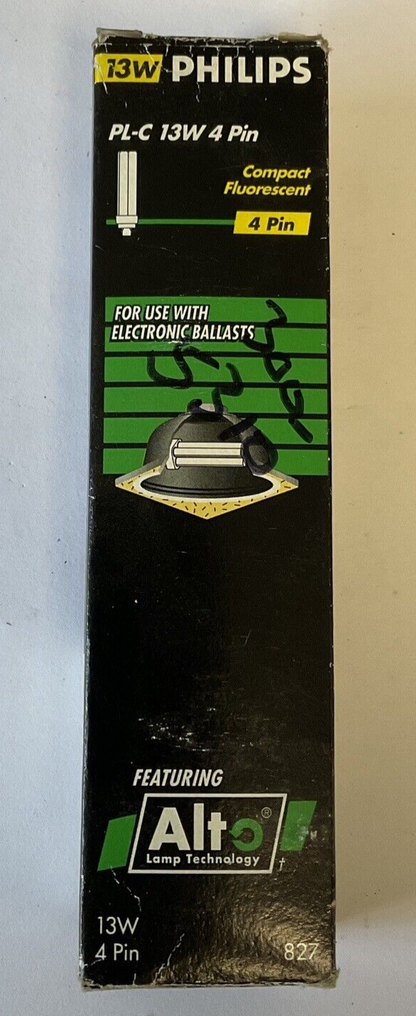 13W PHILIPS
PL-C 13W 4 Pin
Compact
Fluorescent
4 Pin
FOR USE WITH
ELECTRONIC BALLASTS
FEATURING
Alto®
Lamp Technology †
13W
4 Pin 827